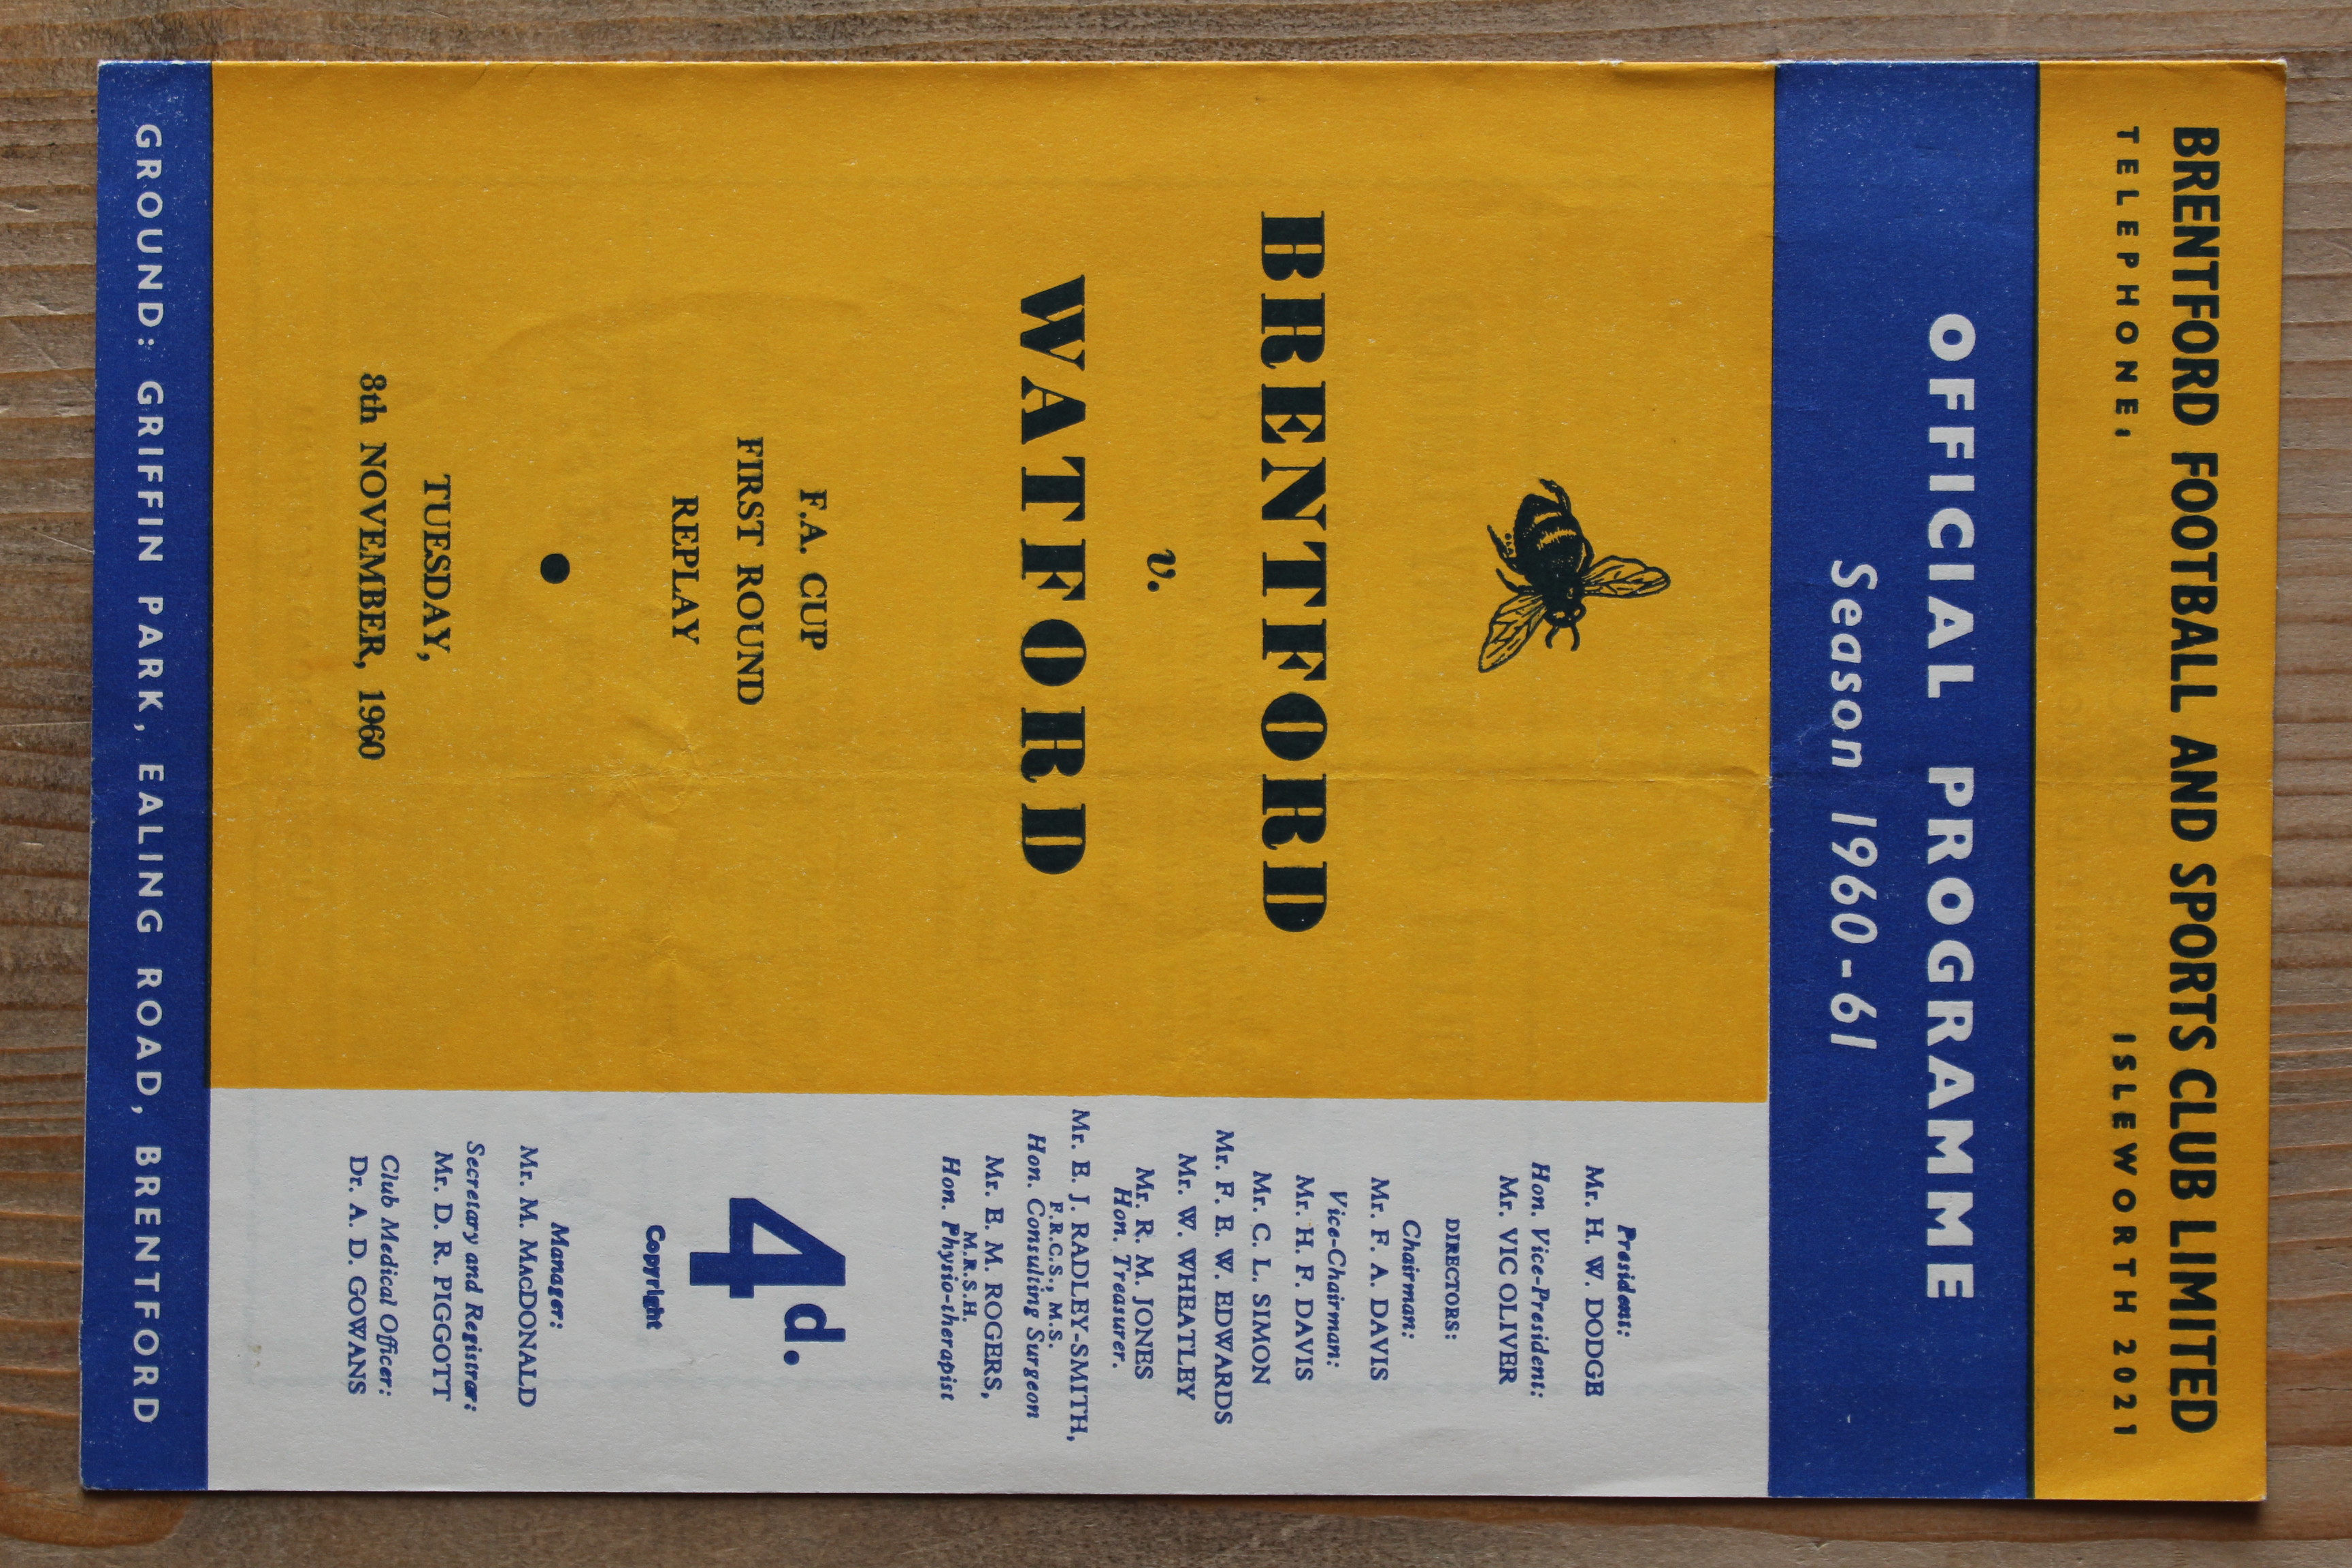 BRENTFORD FOOTBALL AND SPORTS CLUB LIMITED
TELEPHONE: ISLEWORTH 2021
OFFICIAL PROGRAMME
Season 1960-61
BRENTFORD
v.
WATFORD
F.A. CUP
FIRST ROUND
REPLAY
TUESDAY,
8th NOVEMBER, 1960
President:
Mr. H. W. DODGE
Hon. Vice-President:
Mr. VIC OLIVER
DIRECTORS:
Chairman:
Mr. F. A. DAVIS
Vice-Chairman:
Mr. H. F. DAVIS
Mr. C. L. SIMON
Mr. F. E. W. EDWARDS
Mr. W. WHEATLEY
Mr. R. M. JONES
Hon. Treasurer.
Mr. E. J. RADLEY-SMITH,
F.R.C.S., M.S.
Hon. Consulting Surgeon
Mr. E. M. ROGERS,
M.R.S.H.
Hon. Physio-therapist
4d.
Copyright
Manager:
Mr. M. MACDONALD
Secretary and Registrar:
Mr. D. R. PIGGOTT
Club Medical Officer:
Dr. A. D. GOWANS
GROUND: GRIFFIN PARK, EALING ROAD, BRENTFORD